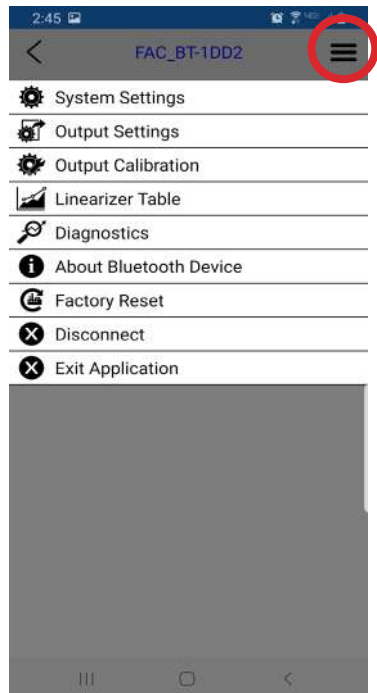 2:45
FAC_BT-1DD2
System Settings
Output Settings
Output Calibration
Linearizer Table
Diagnostics
About Bluetooth Device
Factory Reset
Disconnect
Exit Application